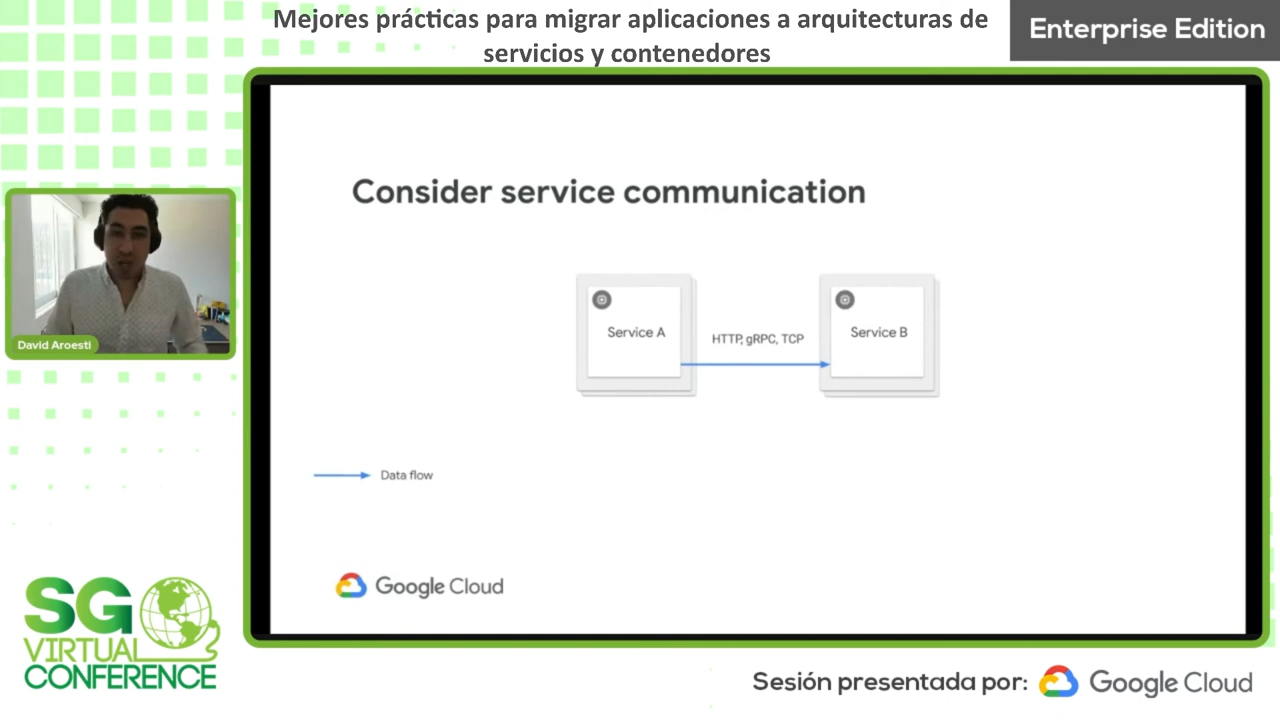 Mejores prácticas para migrar aplicaciones a arquitecturas de
servicios y contenedores
Enterprise Edition
Consider service communication
Service A
HTTP, gRPC, TCP
Service B
David Aroesti
Data flow
Google Cloud
SG
VIRTUAL
CONFERENCE
Sesión presentada por: Google Cloud